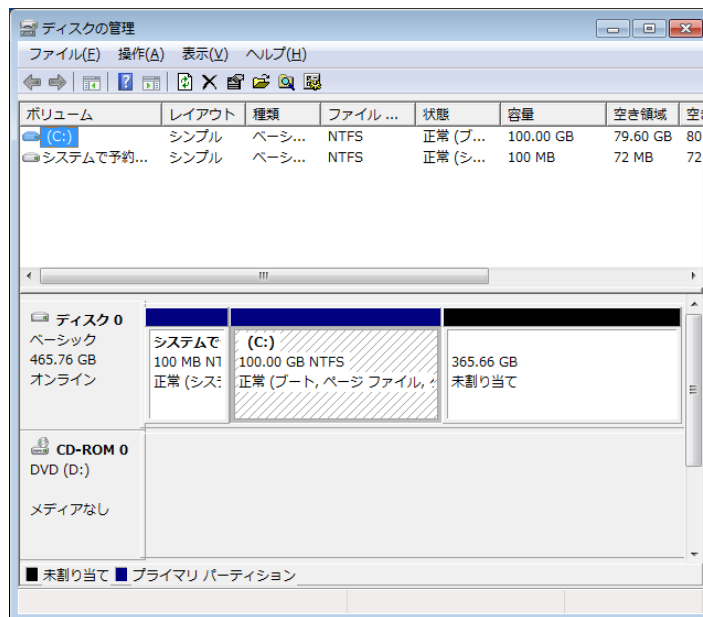 ディスクの管理
ファイル(F) 操作(A) 表示(V) ヘルプ(H)
ボリューム レイアウト 種類 ファイル ... 状態 容量 空き領域 空
(C:) シンプル ベーシ... NTFS 正常 (ブ... 100.00 GB 79.60 GB 80
システムで予約... シンプル ベーシ... NTFS 正常 (シ... 100 MB 72 MB 72
ディスク 0
ベーシック
465.76 GB
オンライン
システムで
100 MB NT
正常 (シス
(C:)
100.00 GB NTFS
正常 (ブート, ページ ファイル,
365.66 GB
未割り当て
CD-ROM 0
DVD (D:)
メディアなし
未割り当て プライマリ パーティション